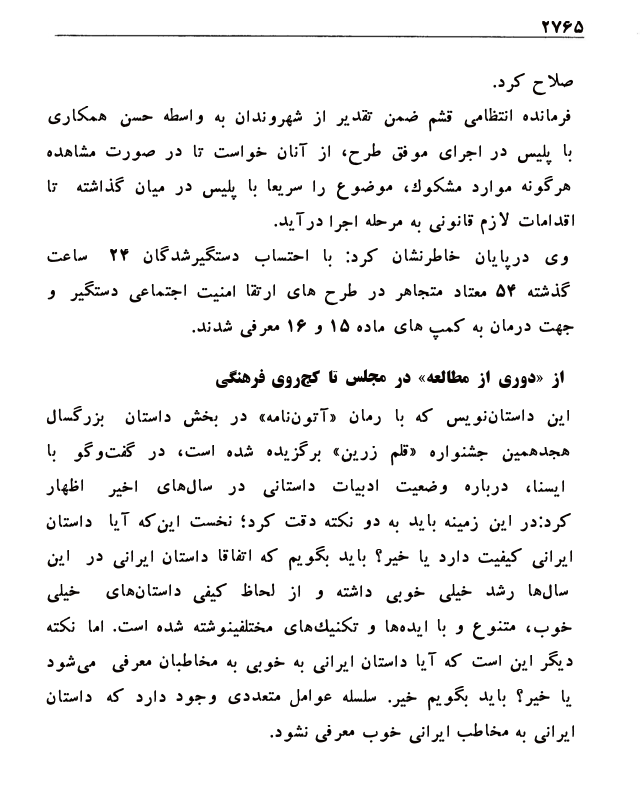 ۲۷۶۵
صلاح کرد.
فرمانده انتظامی قشم ضمن تقدیر از شهروندان به واسطه حسن همکاری
با پلیس در اجرای موفق طرح، از آنان خواست تا در صورت مشاهده
هرگونه موارد مشکوك، موضوع را سریعا با پلیس در میان گذاشته تا
اقدامات لازم قانونی به مرحله اجرا درآید.
وی درپایان خاطرنشان کرد: با احتساب دستگیرشدگان ۲۴ ساعت
گذشته ۵۴ معتاد متجاهر در طرح های ارتقا امنیت اجتماعی دستگیر و
جهت درمان به کمپ های ماده ۱۵ و ۱۶ معرفی شدند.
از «دوری از مطالعه» در مجلس تا کج‌روی فرهنگی
این داستان‌نویس که با رمان «آتون‌نامه» در بخش داستان بزرگسال
هجدهمین جشنواره «قلم زرین» برگزیده شده است، در گفت‌وگو با
ایسنا، درباره وضعیت ادبیات داستانی در سال‌های اخیر اظهار
کرد:در این زمینه باید به دو نکته دقت کرد؛ نخست این‌که آیا داستان
ایرانی کیفیت دارد یا خیر؟ باید بگویم که اتفاقا داستان ایرانی در این
سال‌ها رشد خیلی خوبی داشته و از لحاظ کیفی داستان‌های خیلی
خوب، متنوع و با ایده‌ها و تکنیك‌های مختلفینوشته شده است. اما نکته
دیگر این است که آیا داستان ایرانی به خوبی به مخاطبان معرفی می‌شود
یا خیر؟ باید بگویم خیر. سلسله عوامل متعددی وجود دارد که داستان
ایرانی به مخاطب ایرانی خوب معرفی نشود.